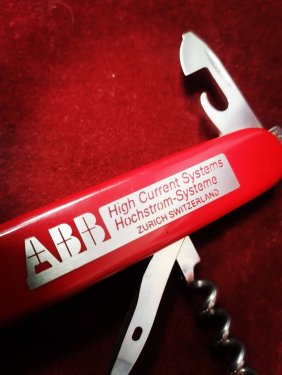 ABB
High Current Systems
Hochstrom-Systeme
ZURICH SWITZERLAND